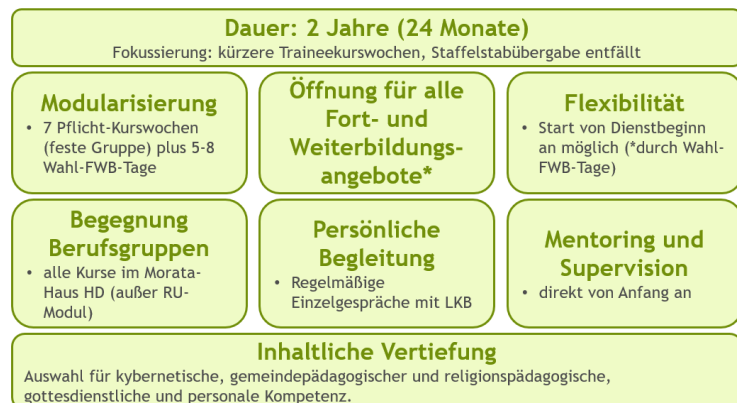 Dauer: 2 Jahre (24 Monate)
Fokussierung: kürzere Traineekurswochen, Staffelstabübergabe entfällt
Modularisierung
• 7 Pflicht-Kurswochen
(feste Gruppe) plus 5-8
Wahl-FWB-Tage
Öffnung für alle
Fort- und
Weiterbildungs-
angebote*
Flexibilität
• Start von Dienstbeginn
an möglich (*durch Wahl-
FWB-Tage)
Begegnung
Berufsgruppen
• alle Kurse im Morata-
Haus HD (außer RU-
Modul)
Persönliche
Begleitung
• Regelmäßige
Einzelgespräche mit LKB
Mentoring und
Supervision
• direkt von Anfang an
Inhaltliche Vertiefung
Auswahl für kybernetische, gemeindepädagogischer und religionspädagogische,
gottesdienstliche und personale Kompetenz.